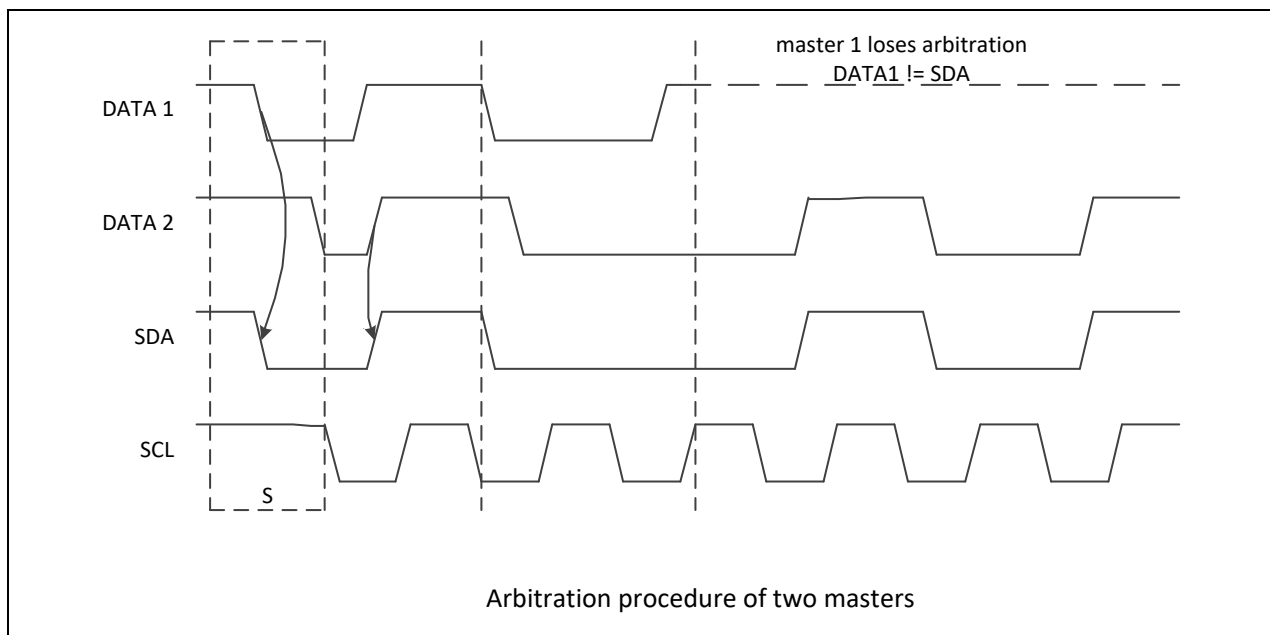 master 1 loses arbitration
DATA1 != SDA
DATA 1
DATA 2
SDA
SCL
S
Arbitration procedure of two masters